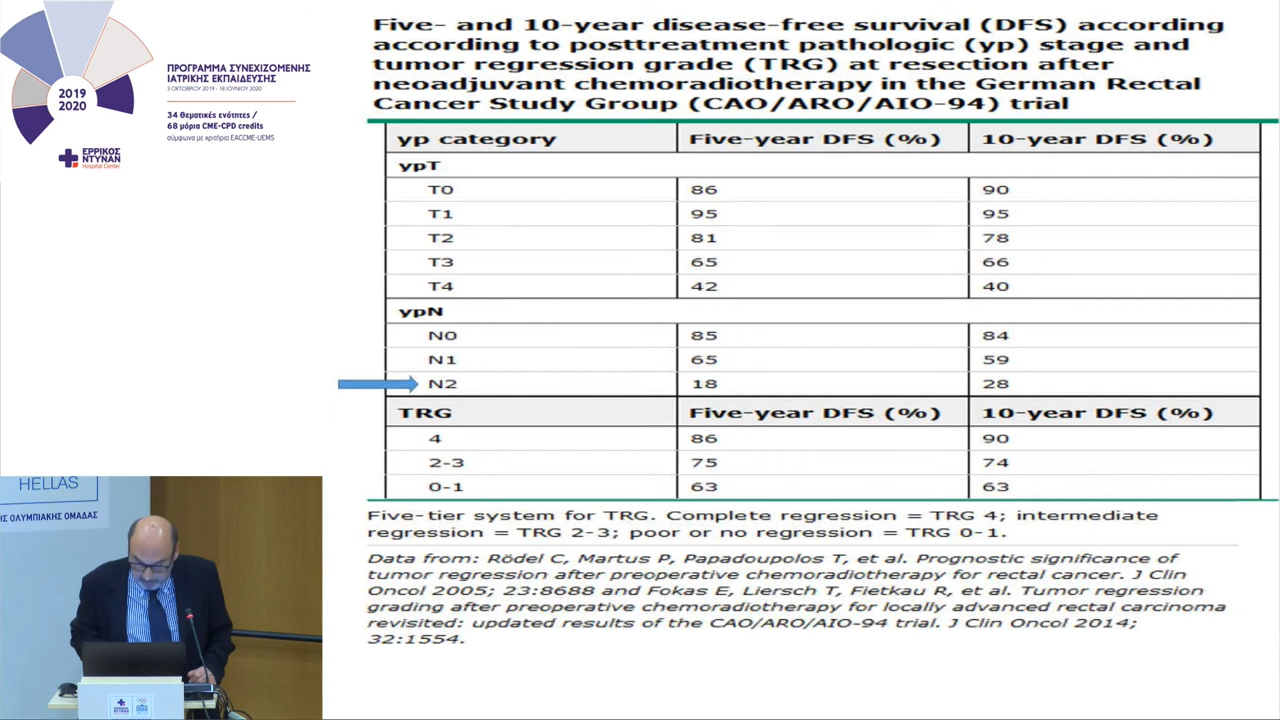 2019
2020
ΠΡΟΓΡΑΜΜΑ ΣΥΝΕΧΙΖΟΜΕΝΗΣ
ΙΑΤΡΙΚΗΣ ΕΚΠΑΙΔΕΥΣΗΣ
3 ΟΚΤΩΒΡΙΟΥ 2019 - 18 ΙΟΥΝΙΟΥ 2020
34 Θεματικές ενότητες /
68 μόρια CME-CPD credits
σύμφωνα με κριτήρια EACCME-UEMS
ΕΡΡΙΚΟΣ
ΝΤΥΝΑΝ
Hospital Center
Five- and 10-year disease-free survival (DFS) according
according to posttreatment pathologic (yp) stage and
tumor regression grade (TRG) at resection after
neoadjuvant chemoradiotherapy in the German Rectal
Cancer Study Group (CAO/ARO/AIO-94) trial
yp category Five-year DFS (%) 10-year DFS (%)
ypT
T0 86 90
T1 95 95
T2 81 78
T3 65 66
T4 42 40
ypN
N0 85 84
N1 65 59
N2 18 28
TRG Five-year DFS (%) 10-year DFS (%)
4 86 90
2-3 75 74
0-1 63 63
Five-tier system for TRG. Complete regression = TRG 4; intermediate
regression = TRG 2-3; poor or no regression = TRG 0-1.
Data from: Rödel C, Martus P, Papadoupolos T, et al. Prognostic significance of
tumor regression after preoperative chemoradiotherapy for rectal cancer. J Clin
Oncol 2005; 23:8688 and Fokas E, Liersch T, Fietkau R, et al. Tumor regression
grading after preoperative chemoradiotherapy for locally advanced rectal carcinoma
revisited: updated results of the CAO/ARO/AIO-94 trial. J Clin Oncol 2014;
32:1554.
HELLAS
ΗΣ ΟΛΥΜΠΙΑΚΗΣ ΟΜΑΔΑΣ
ΕΡΡΙΚΟΣ
ΝΤΥΝΑΝ